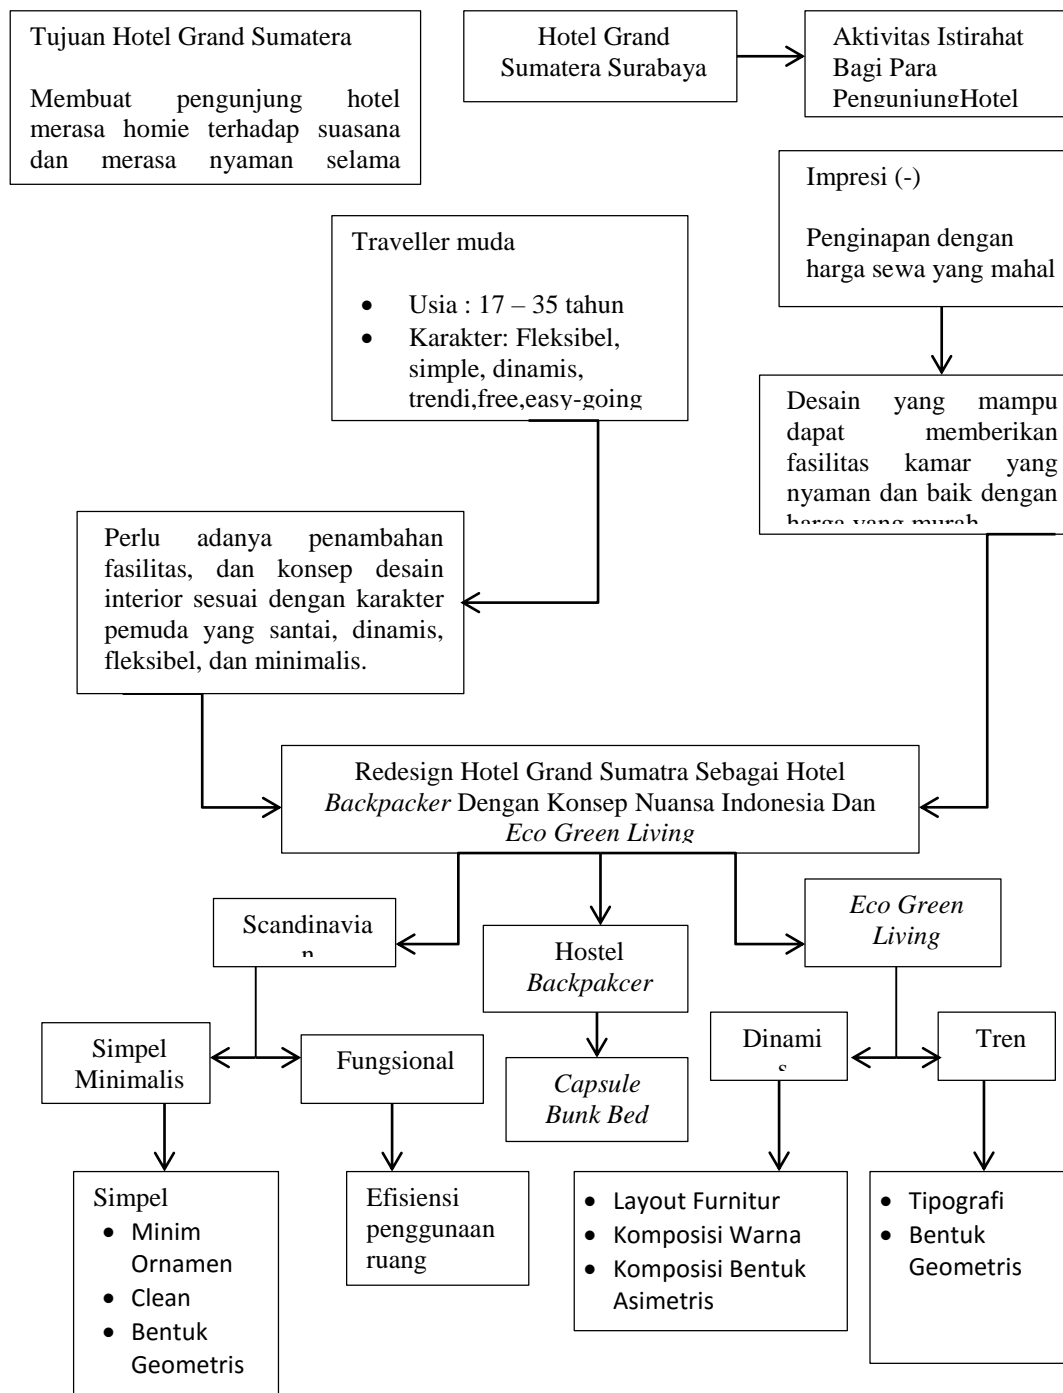 Tujuan Hotel Grand Sumatera
Membuat pengunjung hotel
merasa homie terhadap suasana
dan merasa nyaman selama
Hotel Grand
Sumatera Surabaya
Aktivitas Istirahat
Bagi Para
PengunjungHotel
Impresi (-)
Penginapan dengan
harga sewa yang mahal
Traveller muda
• Usia : 17 – 35 tahun
• Karakter: Fleksibel,
simple, dinamis,
trendi,free,easy-going
Desain yang mampu
dapat memberikan
fasilitas kamar yang
nyaman dan baik dengan
harga yang murah
Perlu adanya penambahan
fasilitas, dan konsep desain
interior sesuai dengan karakter
pemuda yang santai, dinamis,
fleksibel, dan minimalis.
Redesign Hotel Grand Sumatra Sebagai Hotel
Backpacker Dengan Konsep Nuansa Indonesia Dan
Eco Green Living
Scandinavia
n
Hostel
Backpakcer
Eco Green
Living
Simpel
Minimalis
Fungsional
Capsule
Bunk Bed
Dinami
s
Tren
Simpel
• Minim
Ornamen
• Clean
• Bentuk
Geometris
Efisiensi
penggunaan
ruang
• Layout Furnitur
• Komposisi Warna
• Komposisi Bentuk
Asimetris
• Tipografi
• Bentuk
Geometris